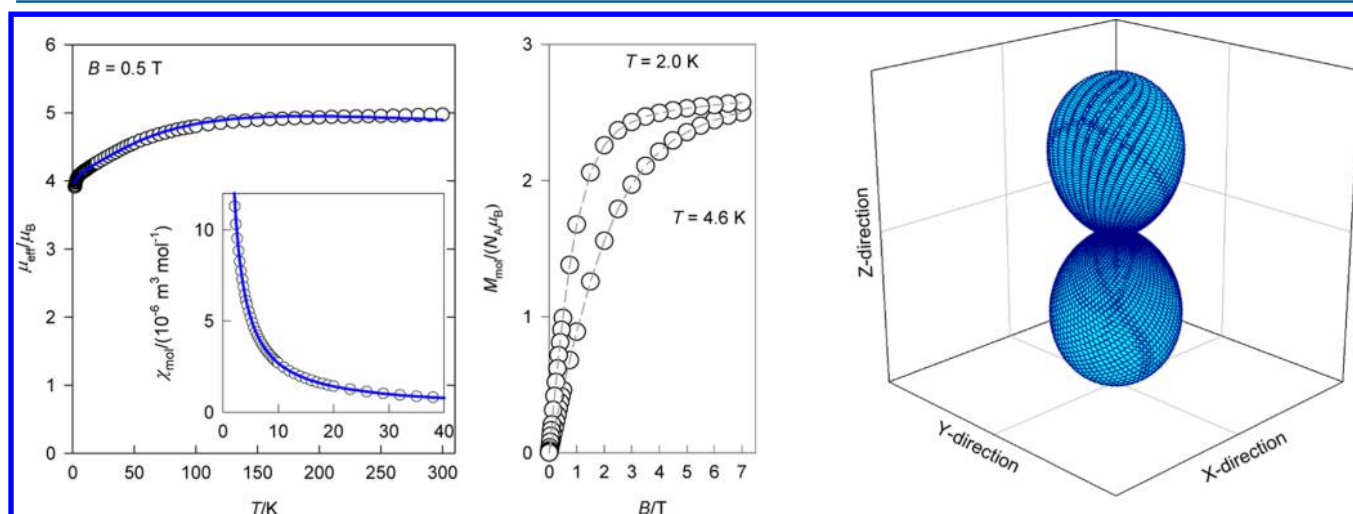 B = 0.5 T
μeff/μB
6
5
4
3
2
1
0
0
50
100
150
200
250
300
T/K
χmol/(10⁻⁶ m³ mol⁻¹)
10
5
0
0
10
20
30
40
T = 2.0 K
T = 4.6 K
Mmol/(NAμB)
3
2
1
0
0 1 2 3 4 5 6 7
B/T
Z-direction
Y-direction
X-direction